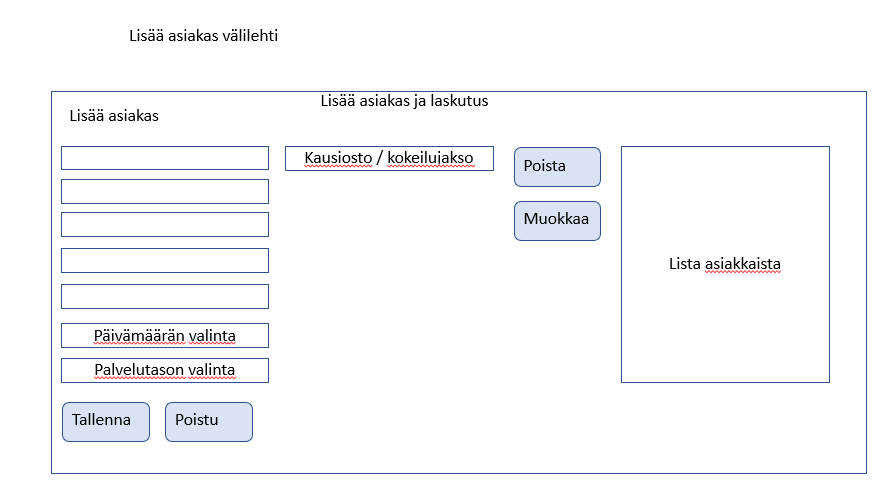 Lisää asiakas välilehti
Lisää asiakas ja laskutus
Lisää asiakas
Kausiosto / kokeilujakso
Poista
Muokkaa
Lista asiakkaista
Päivämäärän valinta
Palvelutason valinta
Tallenna
Poistu